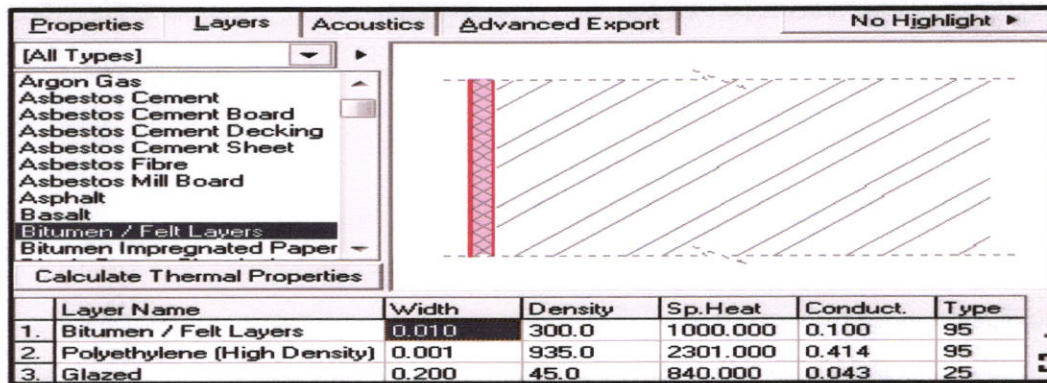 Properties Layers Acoustics Advanced Export No Highlight
[All Types]
Argon Gas
Asbestos Cement
Asbestos Cement Board
Asbestos Cement Decking
Asbestos Cement Sheet
Asbestos Fibre
Asbestos Mill Board
Asphalt
Basalt
Bitumen / Felt Layers
Bitumen Impregnated Paper
Calculate Thermal Properties
Layer Name Width Density Sp.Heat Conduct. Type
1. Bitumen / Felt Layers 0.010 300.0 1000.000 0.100 95
2. Polyethylene (High Density) 0.001 935.0 2301.000 0.414 95
3. Glazed 0.200 45.0 840.000 0.043 25